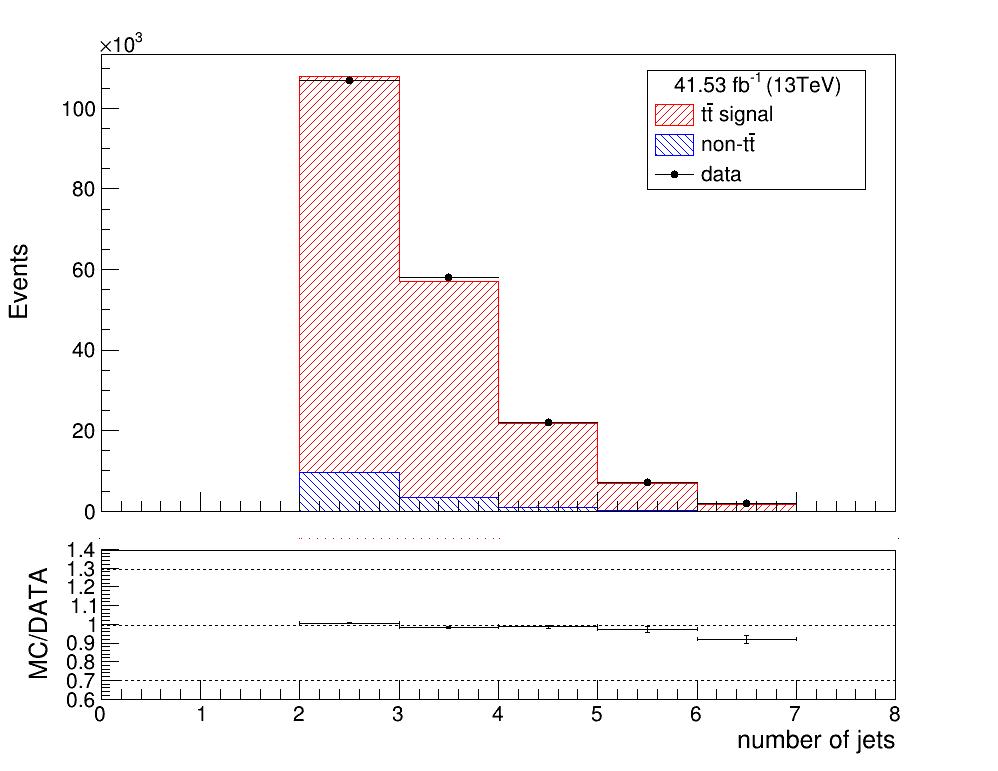 ×10³
100
80
60
40
20
0
Events
41.53 fb⁻¹ (13TeV)
tt̄ signal
non-tt̄
data
1.4
1.3
1.2
1.1
1
0.9
0.8
0.7
0.6
MC/DATA
0 1 2 3 4 5 6 7 8
number of jets